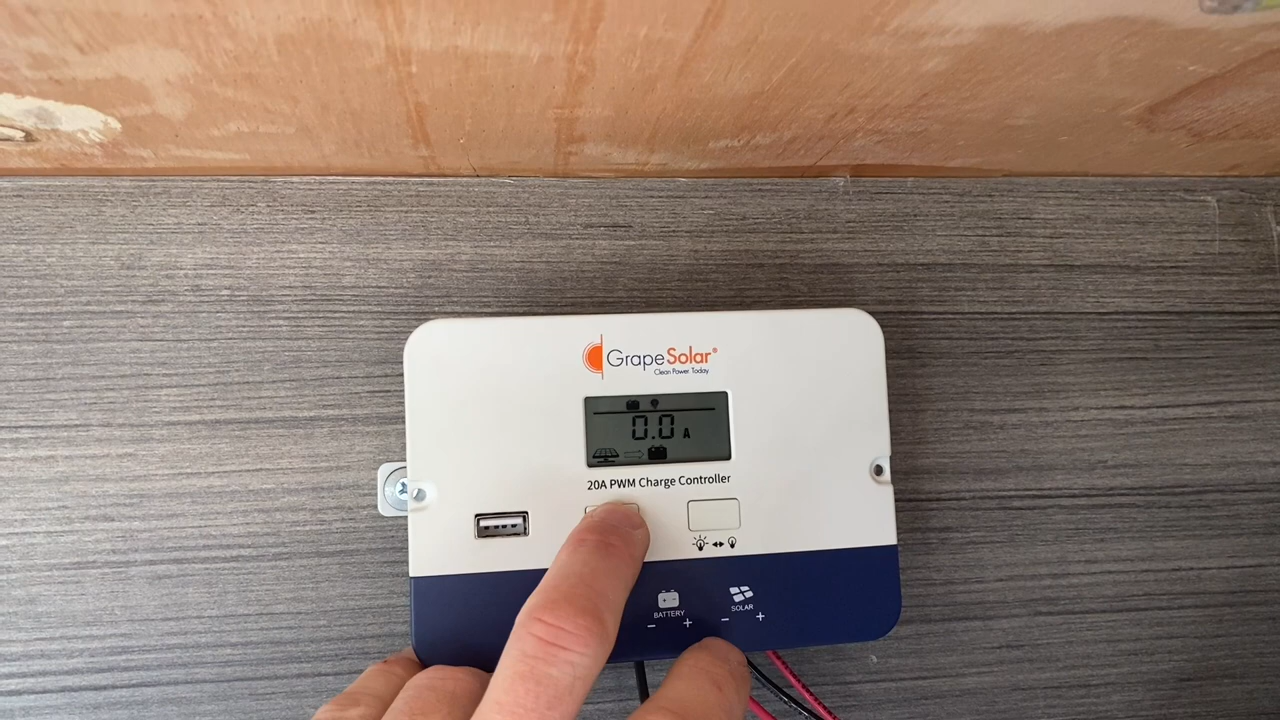 GrapeSolar®
Clean Power. Today
0.0 A
20A PWM Charge Controller
BATTERY
SOLAR
− + − +